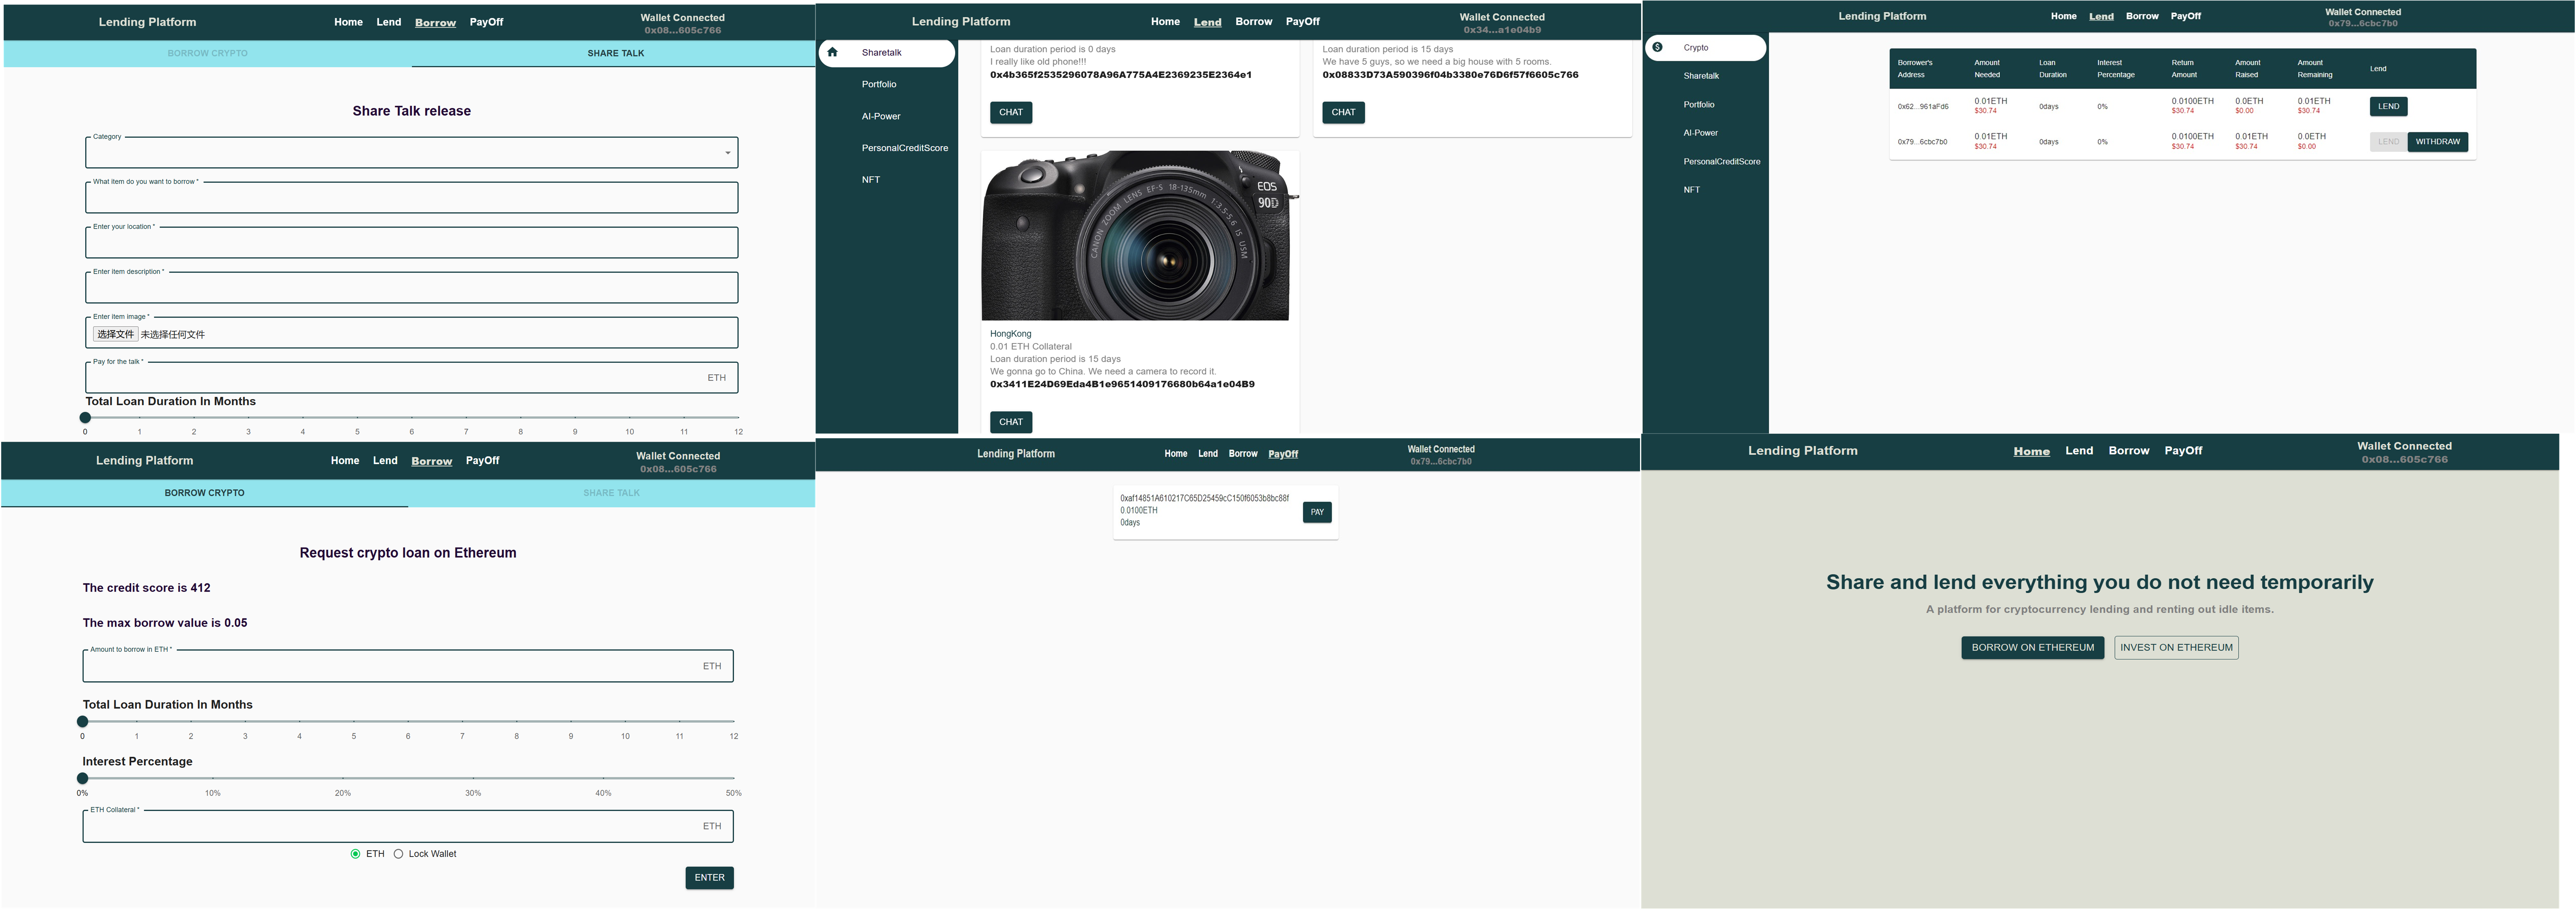 Lending Platform
Home Lend Borrow PayOff
Wallet Connected
0x08...605c766
BORROW CRYPTO
SHARE TALK
Share Talk release
Category
What item do you want to borrow *
Enter your location *
Enter item description *
Enter item image *
选择文件 未选择任何文件
Pay for the talk *
ETH
Total Loan Duration In Months
0 1 2 3 4 5 6 7 8 9 10 11 12
Lending Platform
Home Lend Borrow PayOff
Wallet Connected
0x34...a1e04b9
Sharetalk
Portfolio
AI-Power
PersonalCreditScore
NFT
Loan duration period is 0 days
I really like old phone!!!
0x4b365f2535296078A96A775A4E2369235E2364e1
CHAT
Loan duration period is 15 days
We have 5 guys, so we need a big house with 5 rooms.
0x08833D73A590396f04b3380e76D6f57f6605c766
CHAT
EOS
90D
CANON ZOOM LENS EF-S 18-135mm 1:3.5-5.6 IS USM
HongKong
0.01 ETH Collateral
Loan duration period is 15 days
We gonna go to China. We need a camera to record it.
0x3411E24D69Eda4B1e9651409176680b64a1e04B9
CHAT
Lending Platform
Home Lend Borrow PayOff
Wallet Connected
0x79...6cbc7b0
Crypto
Sharetalk
Portfolio
AI-Power
PersonalCreditScore
NFT
Borrower's Address Amount Needed Loan Duration Interest Percentage Return Amount Amount Raised Amount Remaining Lend
0x62...961aFd6 0.01ETH 0days 0% 0.0100ETH 0.0ETH 0.01ETH LEND
$30.74 $30.74 $0.00 $30.74
0x79...6cbc7b0 0.01ETH 0days 0% 0.0100ETH 0.01ETH 0.0ETH LEND WITHDRAW
$30.74 $30.74 $30.74 $0.00
Lending Platform
Home Lend Borrow PayOff
Wallet Connected
0x08...605c766
BORROW CRYPTO
SHARE TALK
Request crypto loan on Ethereum
The credit score is 412
The max borrow value is 0.05
Amount to borrow in ETH *
ETH
Total Loan Duration In Months
0 1 2 3 4 5 6 7 8 9 10 11 12
Interest Percentage
0% 10% 20% 30% 40% 50%
ETH Collateral *
ETH
ETH Lock Wallet
ENTER
Lending Platform
Home Lend Borrow PayOff
Wallet Connected
0x79...6cbc7b0
0xaf14851A610217C65D25459cC150f6053b8bc88f
0.0100ETH
0days
PAY
Lending Platform
Home Lend Borrow PayOff
Wallet Connected
0x08...605c766
Share and lend everything you do not need temporarily
A platform for cryptocurrency lending and renting out idle items.
BORROW ON ETHEREUM
INVEST ON ETHEREUM